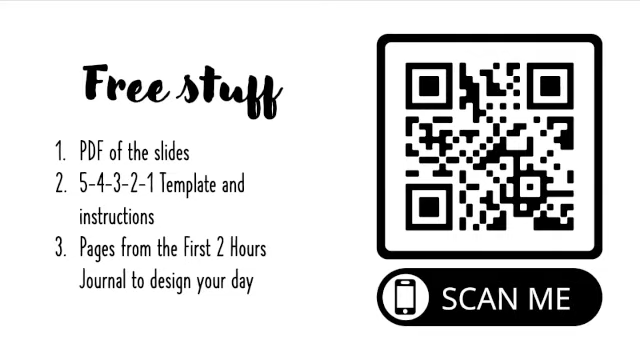 Free stuff
1. PDF of the slides
2. 5-4-3-2-1 Template and
instructions
3. Pages from the First 2 Hours
Journal to design your day
SCAN ME